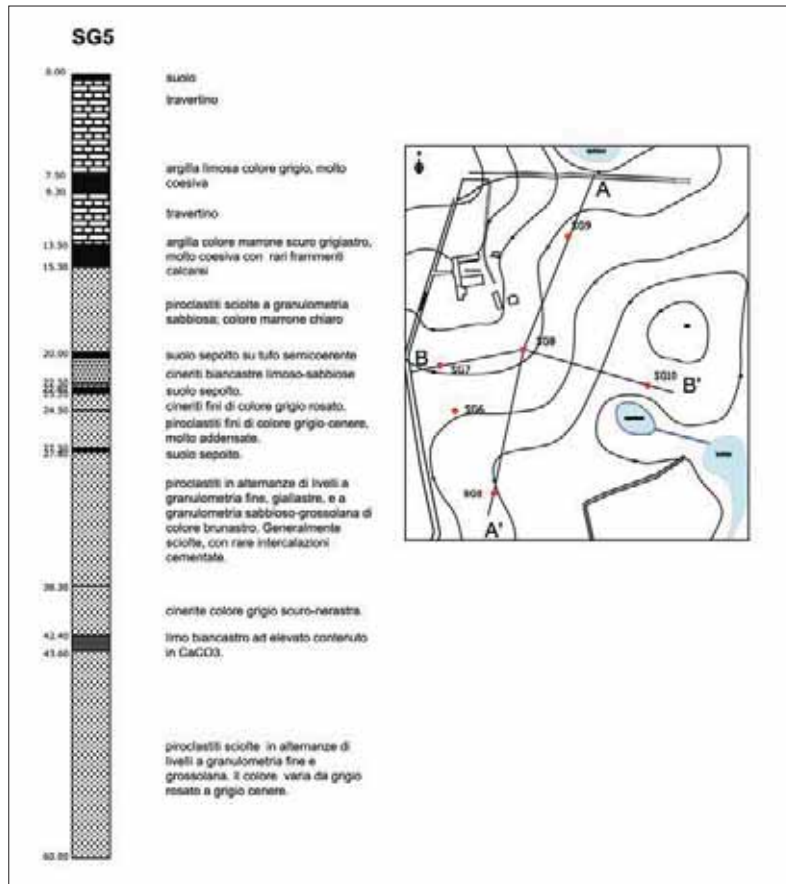 SG5
0.00
suolo
travertino
7.50
argilla limosa colore grigio, molto
coesiva
9.30
travertino
13.50
argilla colore marrone scuro grigiastro,
molto coesiva con rari frammenti
calcarei
15.30
piroclastiti sciolte a granulometria
sabbiosa; colore marrone chiaro
20.00
suolo sepolto su tufo semicoerente
cineriti biancastre limoso-sabbiose
suolo sepolto.
cineriti fini di colore grigio rosato.
24.50
piroclastiti fini di colore grigio-cenere,
molto addensate.
suolo sepolto.
27.80
piroclastiti in alternanze di livelli a
granulometria fine, giallastre, e a
granulometria sabbioso-grossolana di
colore brunastro. Generalmente
sciolte, con rare intercalazioni
cementate.
38.30
cinerite colore grigio scuro-nerastra
42.40
limo biancastro ad elevato contenuto
in CaCO3.
43.60
piroclastiti sciolte in alternanze di
livelli a granulometria fine e
grossolana. il colore varia da grigio
rosato a grigio cenere.
60.00
A
SG9
SG8
B
SG7
SG10
B'
SG6
A'